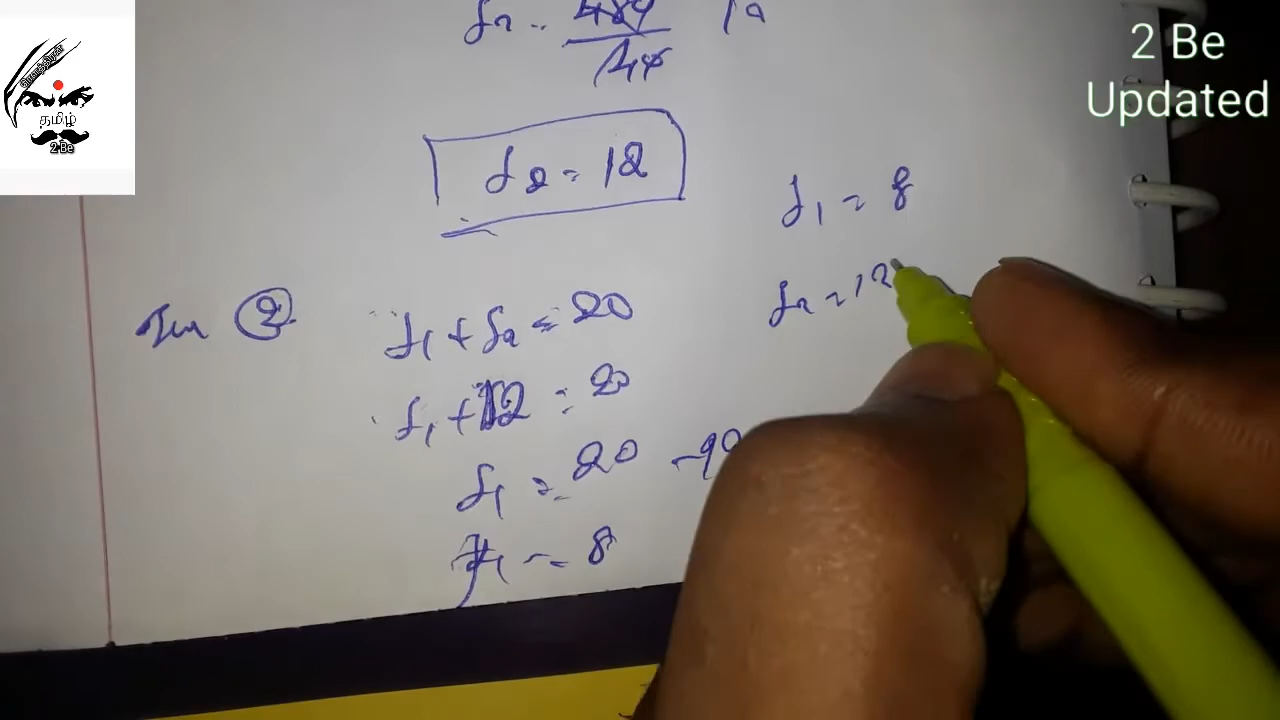 2 Be
Updated
தமிழ்
2 Be
f2 = 12
f1 = 8
f2 = 12
② f1 + f2 = 20
f1 + 12 = 20
f1 = 20
f1 = 8